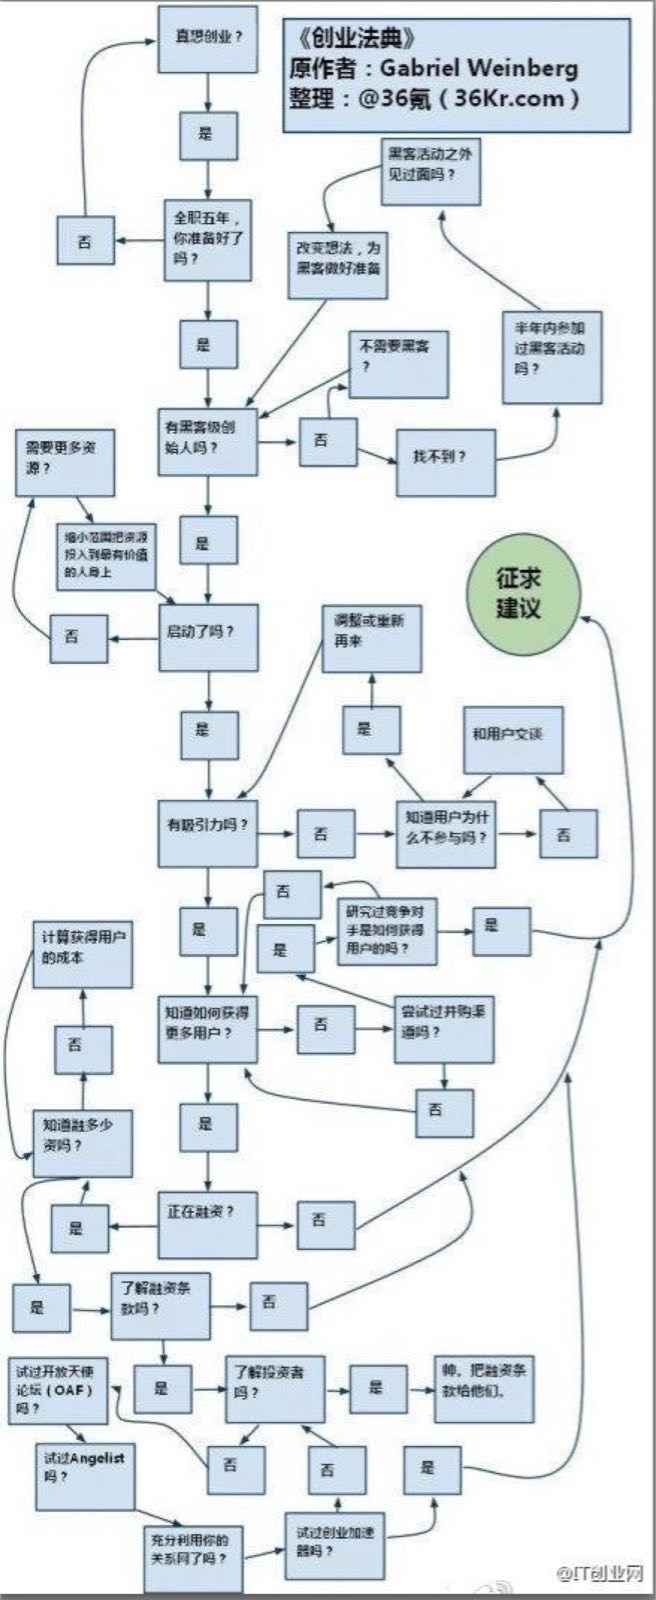 真想创业？
《创业法典》
原作者：Gabriel Weinberg
整理：@36氪（36Kr.com）
是
黑客活动之外
见过面吗？
全职五年，
你准备好了
吗？
否
改变想法，为
黑客做好准备
是
不需要黑客
？
半年内参加
过黑客活动
吗？
有黑客级创
始人吗？
否
找不到？
需要更多资
源？
是
缩小范围把资源
投入到最有价值
的人身上
征求
建议
启动了吗？
否
调整或重新
再来
是
是
和用户交谈
有吸引力吗？
否
知道用户为什
么不参与吗？
否
否
研究过竞争对
手是如何获得
用户的吗？
是
是
是
计算获得用户
的成本
知道如何获得
更多用户？
否
尝试过并购渠
道吗？
否
否
知道融多少
资吗？
是
正在融资？
否
是
是
了解融资条
款吗？
否
试过开放天使
论坛（OAF）
吗？
是
了解投资者
吗？
是
帅。把融资条
款给他们。
试过Angelist
吗？
否
否
是
充分利用你的
关系网了吗？
试过创业加速
器吗？
@IT创业网